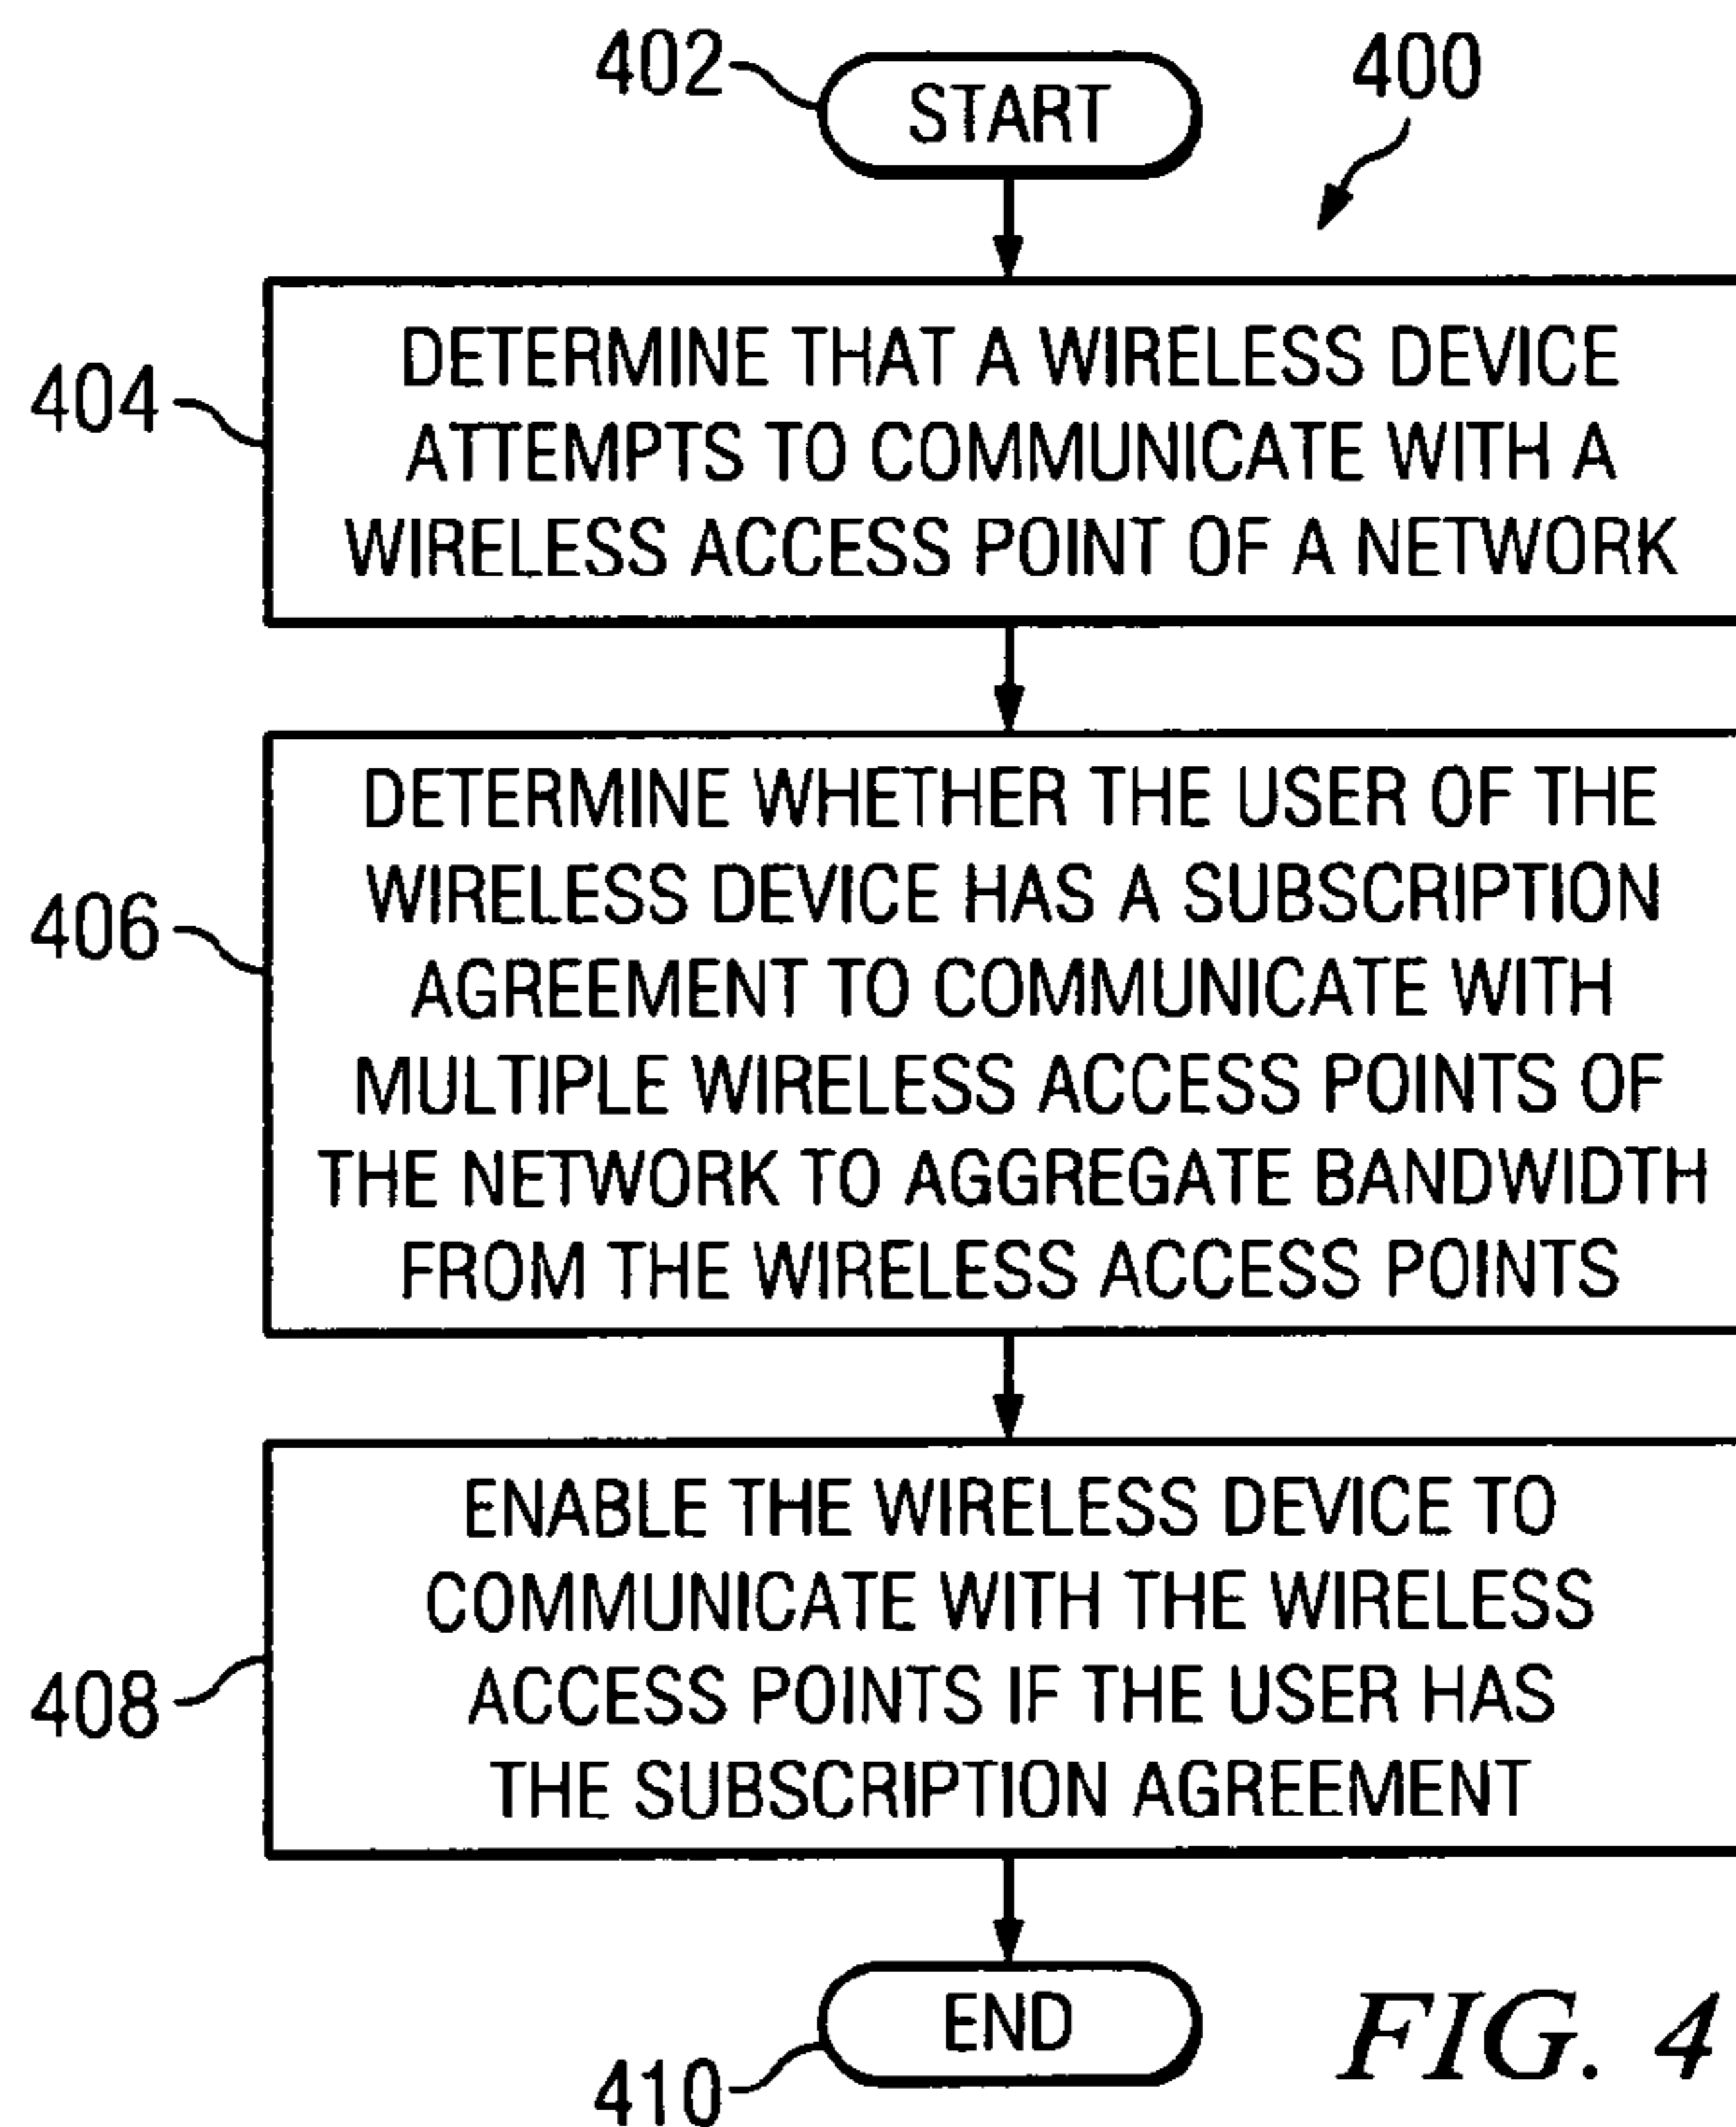 402
START
400
404
DETERMINE THAT A WIRELESS DEVICE
ATTEMPTS TO COMMUNICATE WITH A
WIRELESS ACCESS POINT OF A NETWORK
406
DETERMINE WHETHER THE USER OF THE
WIRELESS DEVICE HAS A SUBSCRIPTION
AGREEMENT TO COMMUNICATE WITH
MULTIPLE WIRELESS ACCESS POINTS OF
THE NETWORK TO AGGREGATE BANDWIDTH
FROM THE WIRELESS ACCESS POINTS
408
ENABLE THE WIRELESS DEVICE TO
COMMUNICATE WITH THE WIRELESS
ACCESS POINTS IF THE USER HAS
THE SUBSCRIPTION AGREEMENT
END
410
FIG. 4